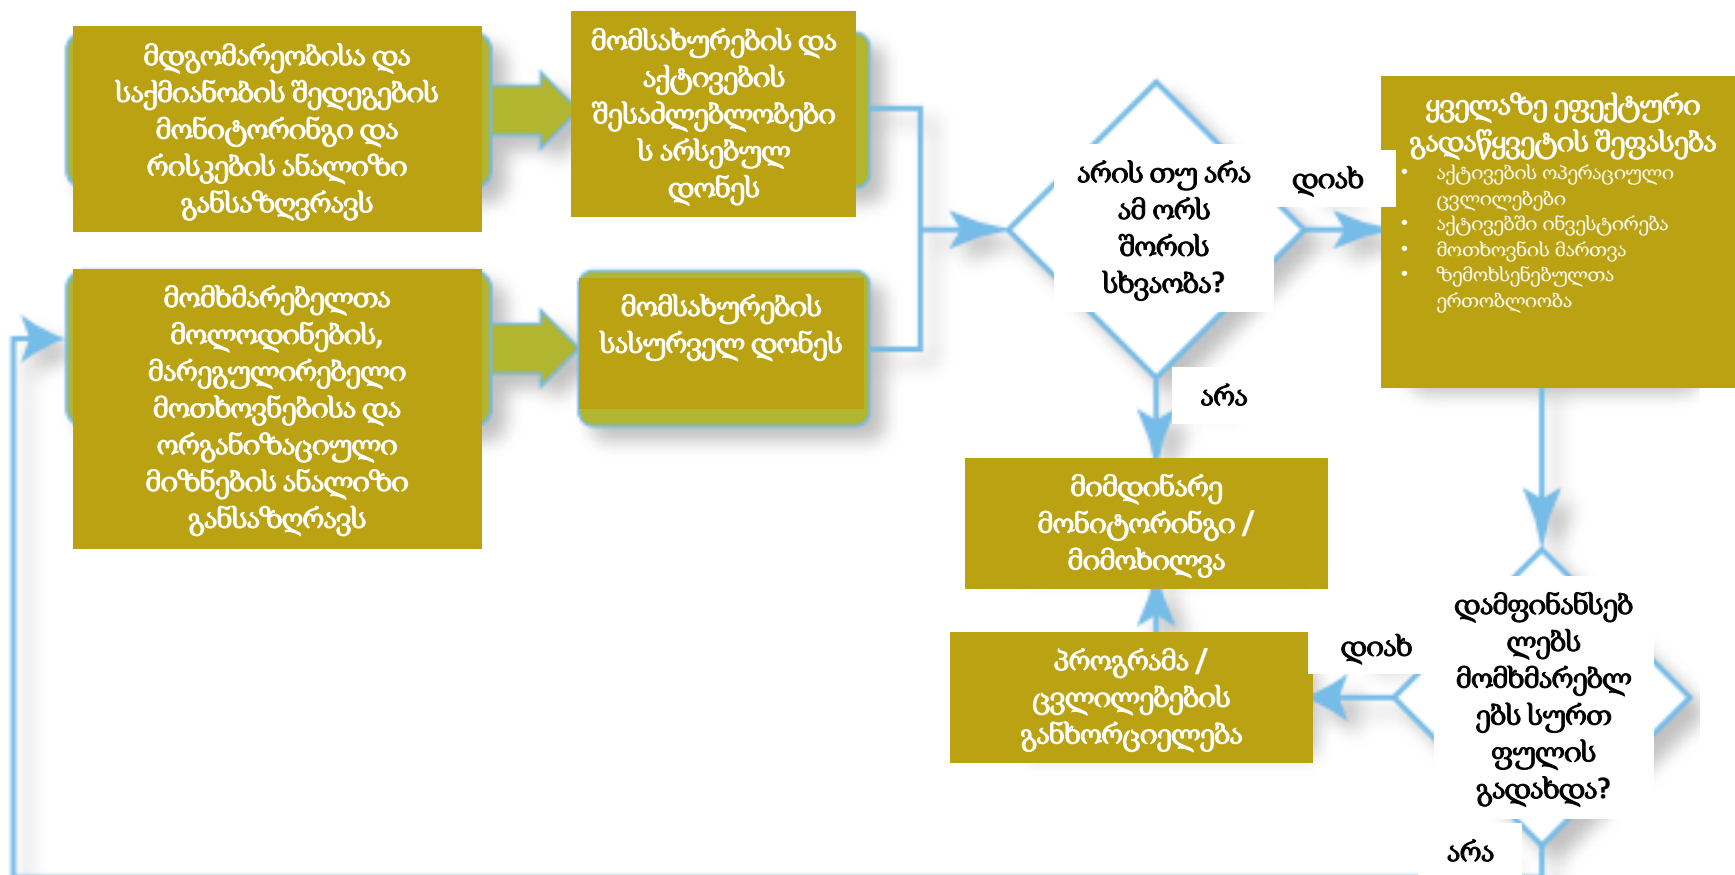 მდგომარეობისა და
საქმიანობის შედეგების
მონიტორინგი და
რისკების ანალიზი
განსაზღვრავს
მომსახურების და
აქტივების
შესაძლებლობები
ს არსებულ
დონეს
მომხმარებელთა
მოლოდინების,
მარეგულირებელი
მოთხოვნებისა და
ორგანიზაციული
მიზნების ანალიზი
განსაზღრავს
მომსახურების
სასურველ დონეს
არის თუ არა
ამ ორს
შორის
სხვაობა?
დიახ
ყველაზე ეფექტური
გადაწყვეტის შეფასება
• აქტივების ოპერაციული
ცვლილებები
• აქტივებში ინვესტირება
• მოთხოვნის მართვა
• ზემოხსენებულთა
ერთობლიობა
არა
მიმდინარე
მონიტორინგი /
მიმოხილვა
პროგრამა /
ცვლილებების
განხორციელება
დიახ
დამფინანსებ
ლებს
მომხმარებლ
ებს სურთ
ფულის
გადახდა?
არა